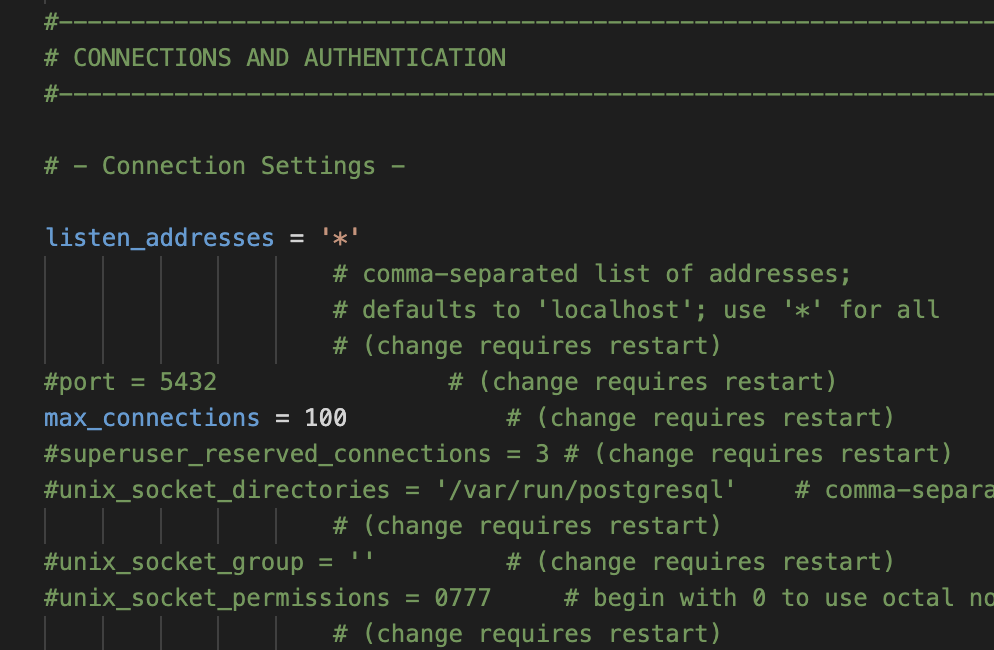 #-----------------------------------------------------------------
# CONNECTIONS AND AUTHENTICATION
#-----------------------------------------------------------------
# - Connection Settings -
listen_addresses = '*'
# comma-separated list of addresses;
# defaults to 'localhost'; use '*' for all
# (change requires restart)
#port = 5432 # (change requires restart)
max_connections = 100 # (change requires restart)
#superuser_reserved_connections = 3 # (change requires restart)
#unix_socket_directories = '/var/run/postgresql' # comma-separa
# (change requires restart)
#unix_socket_group = '' # (change requires restart)
#unix_socket_permissions = 0777 # begin with 0 to use octal no
# (change requires restart)